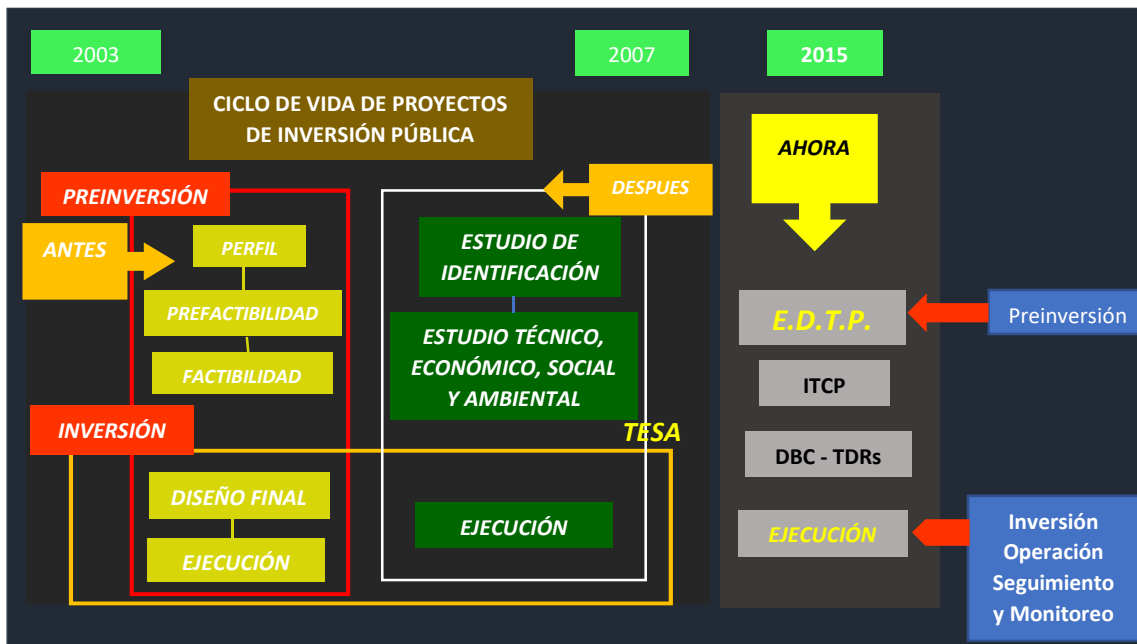 2003
2007
2015
CICLO DE VIDA DE PROYECTOS
DE INVERSIÓN PÚBLICA
AHORA
PREINVERSIÓN
DESPUES
ANTES
PERFIL
PREFACTIBILIDAD
FACTIBILIDAD
ESTUDIO DE
IDENTIFICACIÓN
ESTUDIO TÉCNICO,
ECONÓMICO, SOCIAL
Y AMBIENTAL
E.D.T.P.
Preinversión
ITCP
INVERSIÓN
TESA
DBC - TDRs
DISEÑO FINAL
EJECUCIÓN
EJECUCIÓN
EJECUCIÓN
Inversión
Operación
Seguimiento
y Monitoreo